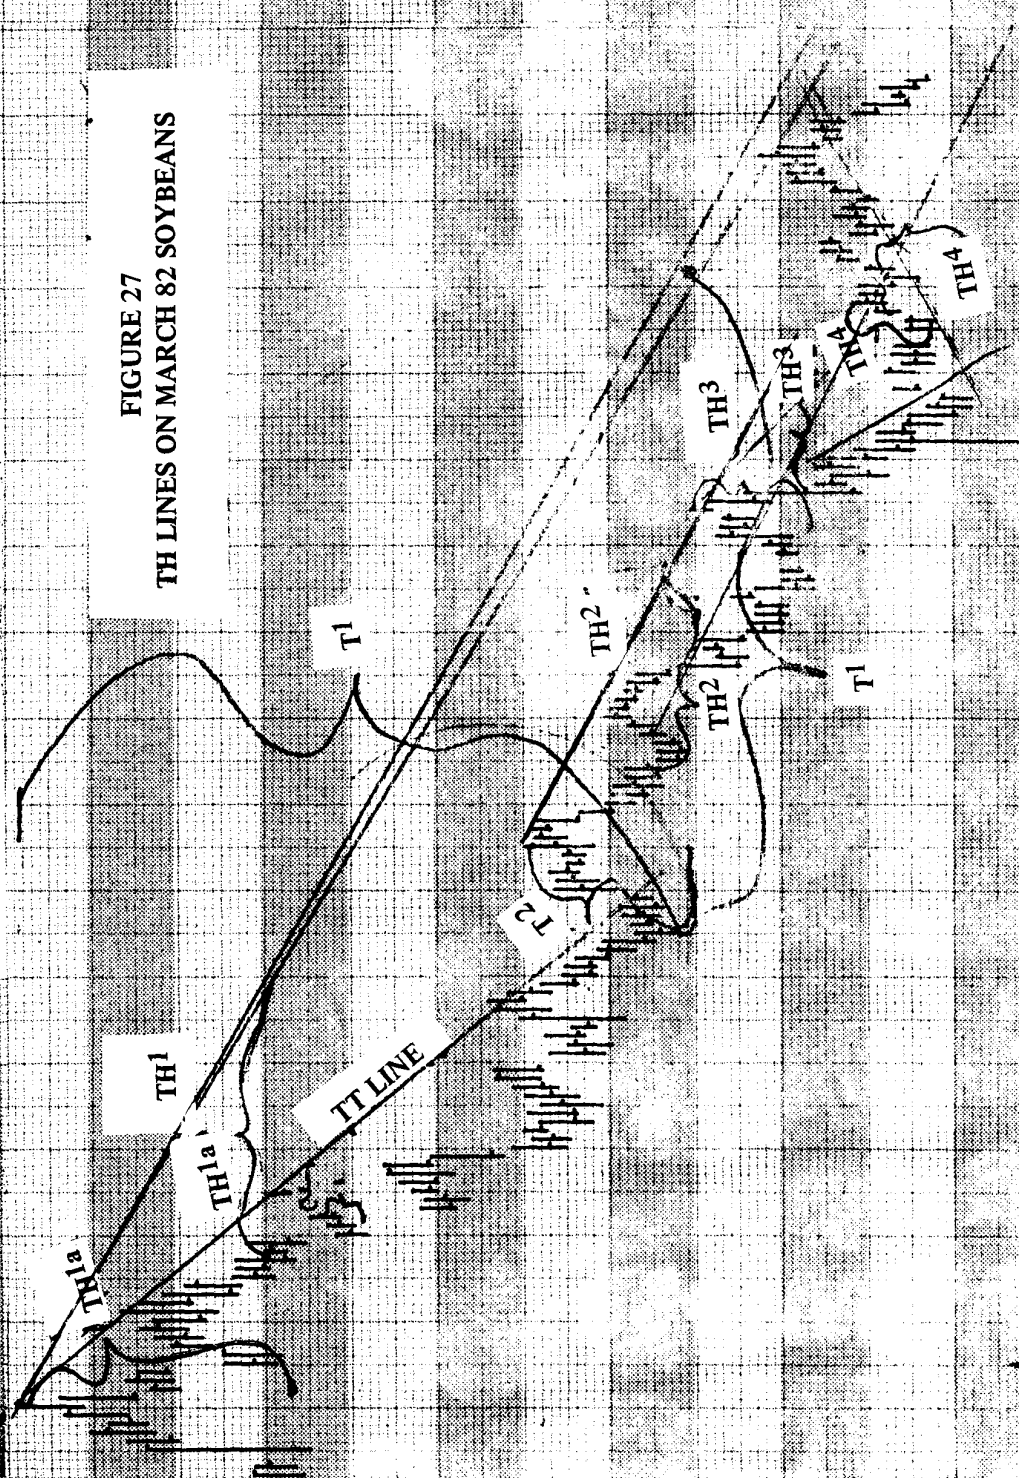 FIGURE 27
TH LINES ON MARCH 82 SOYBEANS
TH1a
TH1a
TH1
TT LINE
T1
T2
TH2
TH2
T1
TH3
TH3
TH4
TH4